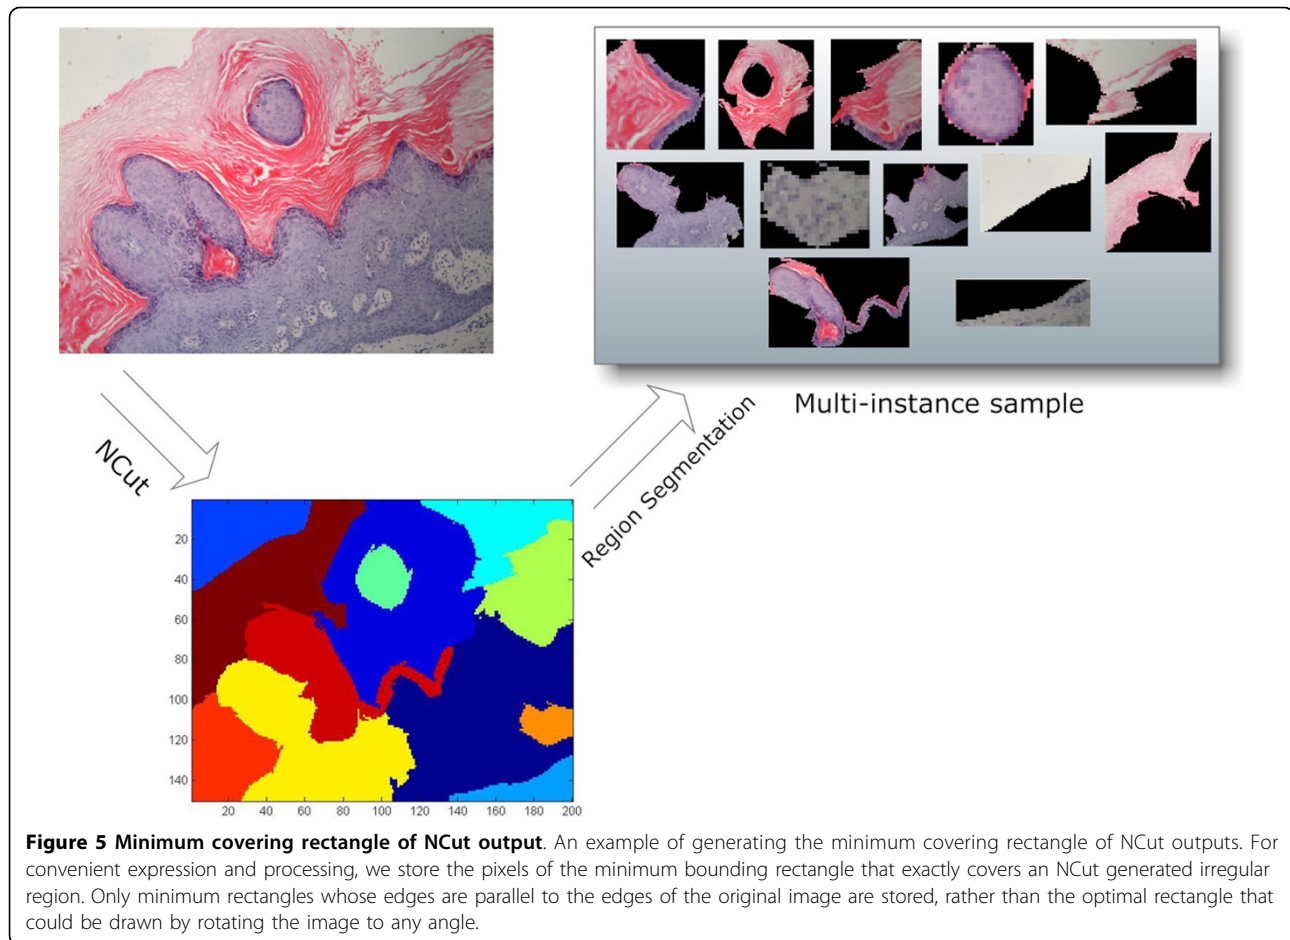 Multi-instance sample
NCut
Region Segmentation
20
40
60
80
100
120
140
20 40 60 80 100 120 140 160 180 200
Figure 5 Minimum covering rectangle of NCut output. An example of generating the minimum covering rectangle of NCut outputs. For
convenient expression and processing, we store the pixels of the minimum bounding rectangle that exactly covers an NCut generated irregular
region. Only minimum rectangles whose edges are parallel to the edges of the original image are stored, rather than the optimal rectangle that
could be drawn by rotating the image to any angle.